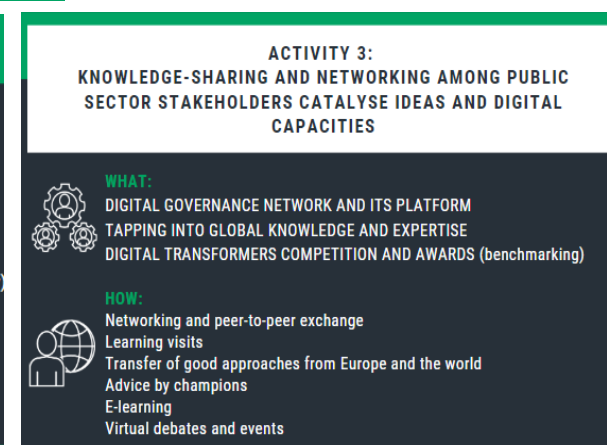 ACTIVITY 3:
KNOWLEDGE-SHARING AND NETWORKING AMONG PUBLIC
SECTOR STAKEHOLDERS CATALYSE IDEAS AND DIGITAL
CAPACITIES
WHAT:
DIGITAL GOVERNANCE NETWORK AND ITS PLATFORM
TAPPING INTO GLOBAL KNOWLEDGE AND EXPERTISE
DIGITAL TRANSFORMERS COMPETITION AND AWARDS (benchmarking)
)
HOW:
Networking and peer-to-peer exchange
Learning visits
Transfer of good approaches from Europe and the world
Advice by champions
E-learning
Virtual debates and events